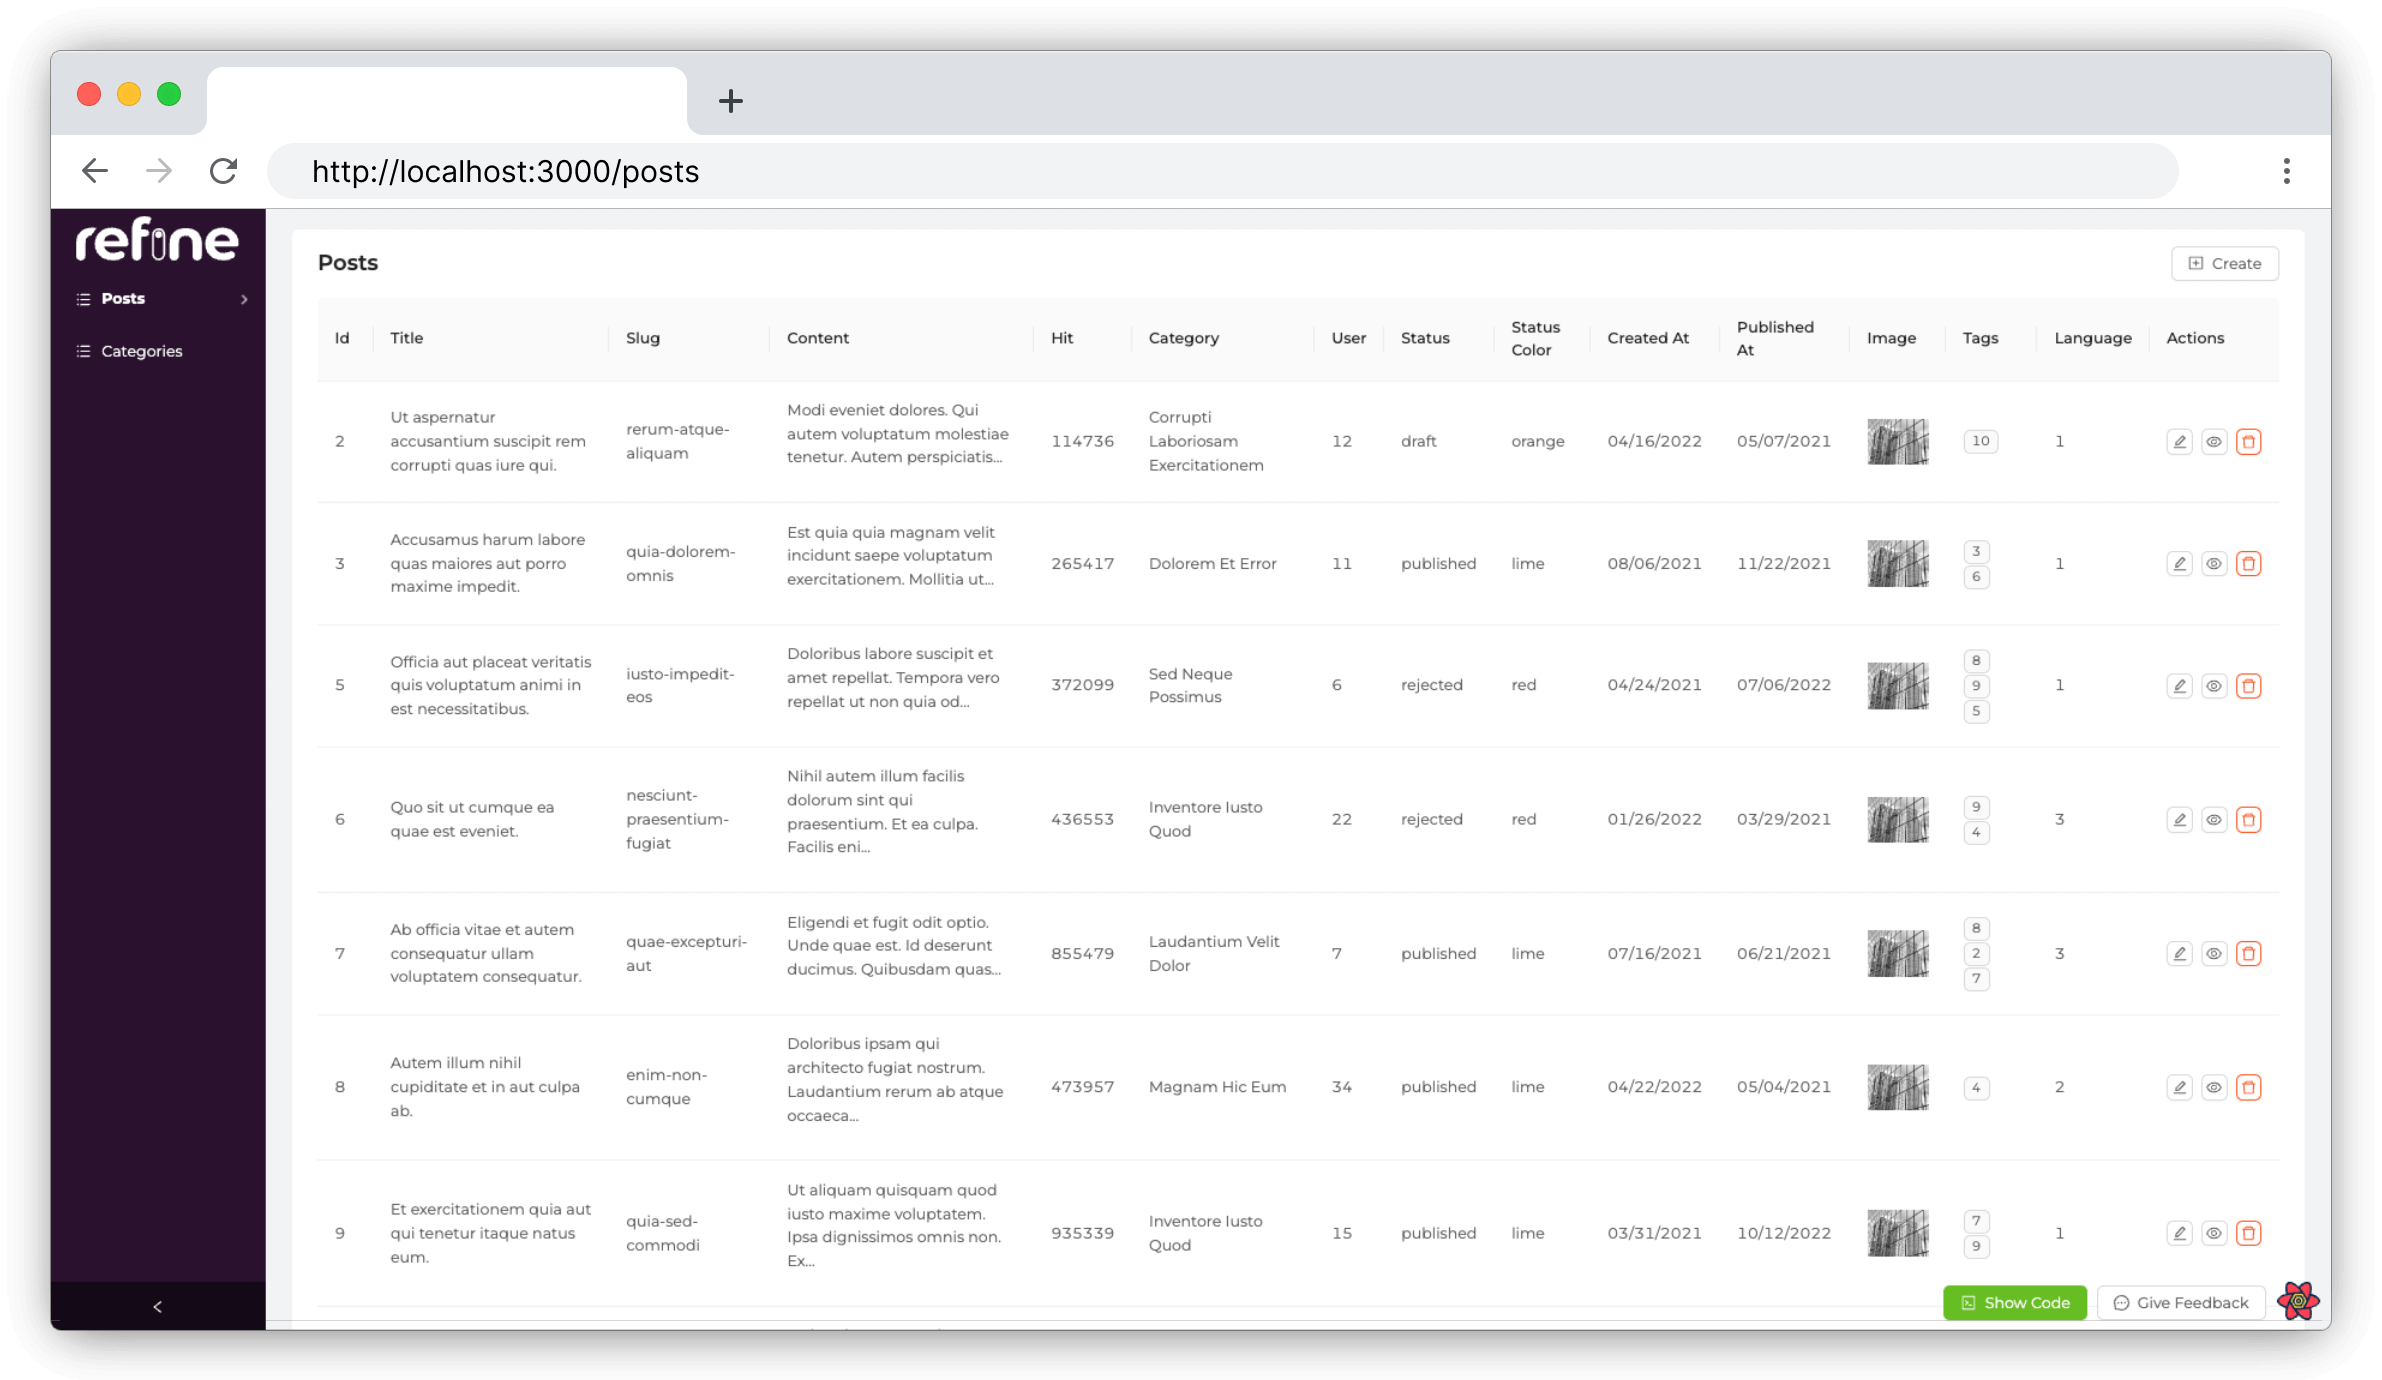 http://localhost:3000/posts
refine
Posts
Categories
Posts
Create
Id Title Slug Content Hit Category User Status Status Color Created At Published At Image Tags Language Actions
2
Ut aspernatur
accusantium suscipit rem
corrupti quas iure qui.
rerum-atque-
aliquam
Modi eveniet dolores. Qui
autem voluptatum molestiae
tenetur. Autem perspiciatis...
114736
Corrupti
Laboriosam
Exercitationem
12
draft
orange
04/16/2022
05/07/2021
10
1
3
Accusamus harum labore
quas maiores aut porro
maxime impedit.
quia-dolorem-
omnis
Est quia quia magnam velit
incidunt saepe voluptatum
exercitationem. Mollitia ut...
265417
Dolorem Et Error
11
published
lime
08/06/2021
11/22/2021
3
6
1
5
Officia aut placeat veritatis
quis voluptatum animi in
est necessitatibus.
iusto-impedit-
eos
Doloribus labore suscipit et
amet repellat. Tempora vero
repellat ut non quia od...
372099
Sed Neque
Possimus
6
rejected
red
04/24/2021
07/06/2022
8
9
5
1
6
Quo sit ut cumque ea
quae est eveniet.
nesciunt-
praesentium-
fugiat
Nihil autem illum facilis
dolorum sint qui
praesentium. Et ea culpa.
Facilis eni...
436553
Inventore Iusto
Quod
22
rejected
red
01/26/2022
03/29/2021
9
4
3
7
Ab officia vitae et autem
consequatur ullam
voluptatem consequatur.
quae-excepturi-
aut
Eligendi et fugit odit optio.
Unde quae est. Id deserunt
ducimus. Quibusdam quas...
855479
Laudantium Velit
Dolor
7
published
lime
07/16/2021
06/21/2021
8
2
7
3
8
Autem illum nihil
cupiditate et in aut culpa
ab.
enim-non-
cumque
Doloribus ipsam qui
architecto fugiat nostrum.
Laudantium rerum ab atque
occaeca...
473957
Magnam Hic Eum
34
published
lime
04/22/2022
05/04/2021
4
2
9
Et exercitationem quia aut
qui tenetur itaque natus
eum.
quia-sed-
commodi
Ut aliquam quisquam quod
iusto maxime voluptatem.
Ipsa dignissimos omnis non.
Ex...
935339
Inventore Iusto
Quod
15
published
lime
03/31/2021
10/12/2022
7
9
1
Show Code
Give Feedback